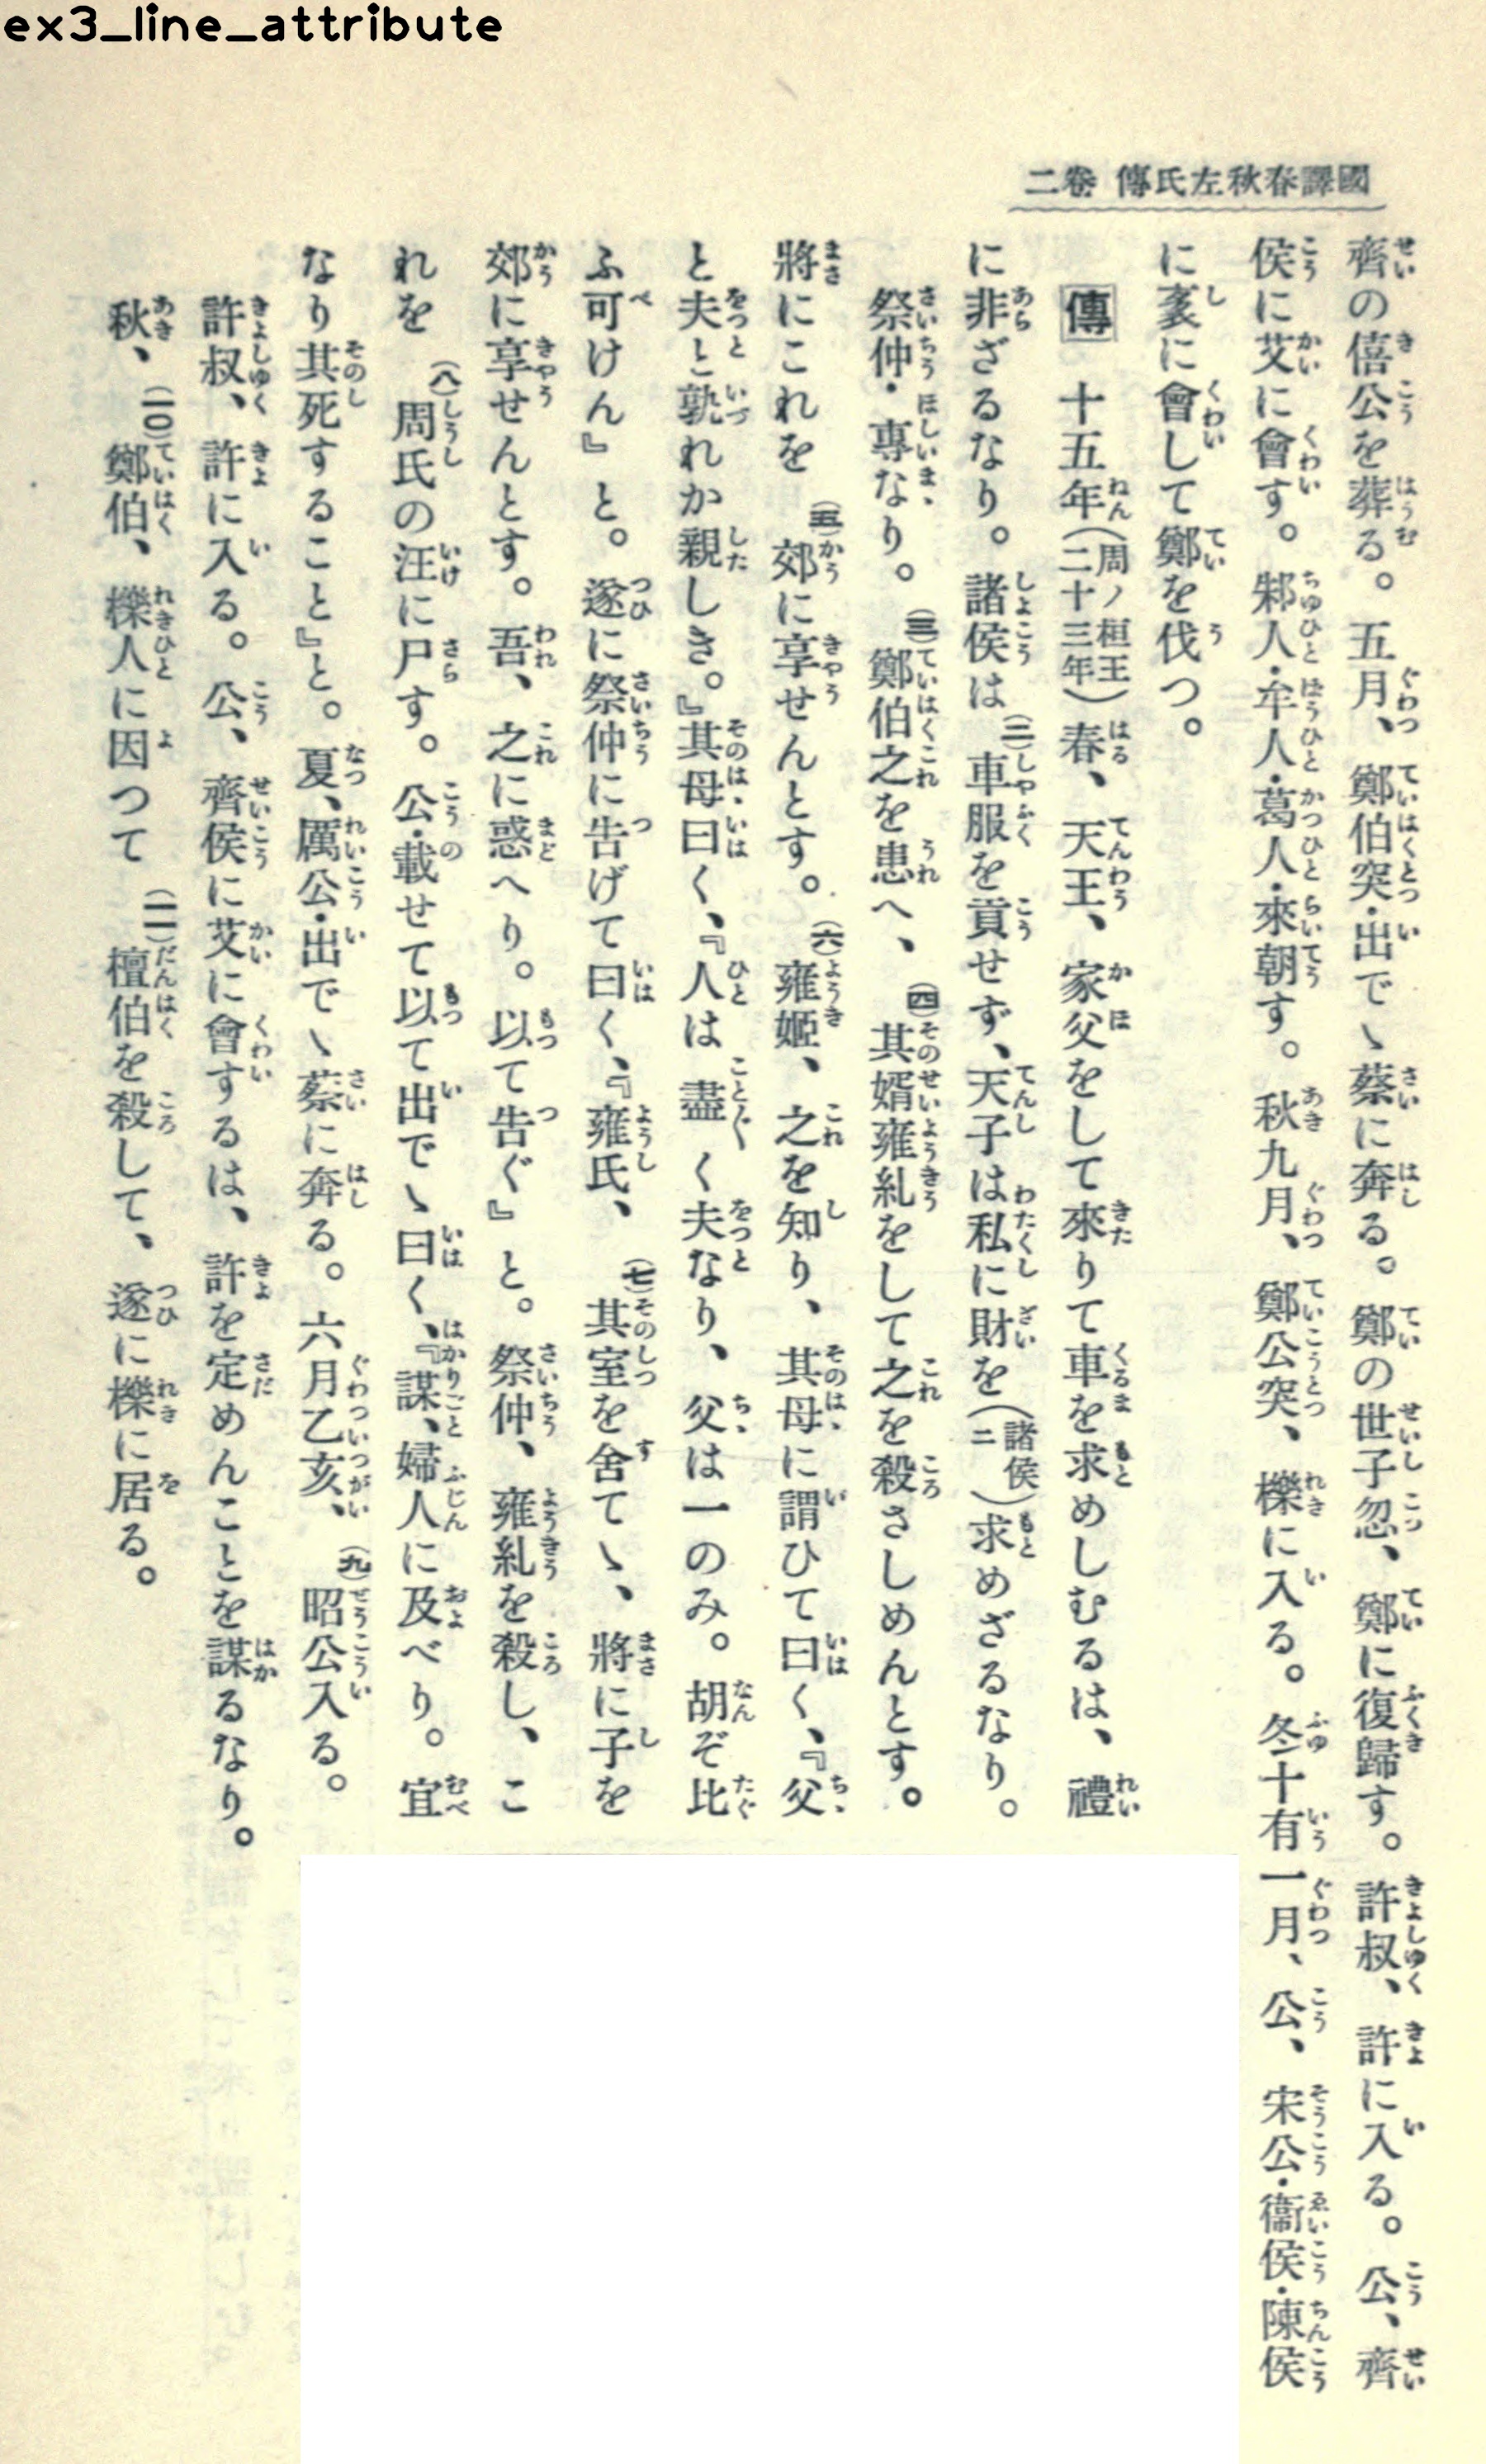 ex3_line_attribute
國譯春秋左氏傳 卷二
齊の僖公を葬る。五月、鄭伯突・出でゝ蔡に奔る。鄭の世子忽、鄭に復歸す。許叔、許に入る。公、齊
侯に艾に會す。邾人・牟人・葛人・來朝す。秋九月、鄭公突、櫟に入る。冬十有一月、公、宋公・衞侯・陳侯
に袲に會して鄭を伐つ。
傳 十五年(周ノ桓王二十三年)春、天王、家父をして來りて車を求めしむるは、禮
に非ざるなり。諸侯は(二)車服を貢せず、天子は私に財を(諸侯ニ)求めざるなり。
祭仲・專なり。(三)鄭伯之を患へ、(四)其婿雍糺をして之を殺さしめんとす。
將にこれを(五)郊に享せんとす。(六)雍姬、之を知り、其母に謂ひて曰く、『父
と夫と孰れか親しき。』其母曰く、『人は盡く夫なり、父は一のみ。胡ぞ比
ふ可けん』と。遂に祭仲に告げて曰く、『雍氏、(七)其室を舍てゝ、將に子を
郊に享せんとす。吾、之に惑へり。以て告ぐ』と。祭仲、雍糺を殺し、こ
れを(八)周氏の汪に尸す。公・載せて以て出でゝ曰く、『謀、婦人に及べり。宜
なり其死すること』と。夏、厲公・出でゝ蔡に奔る。六月乙亥、(九)昭公入る。
許叔、許に入る。公、齊侯に艾に會するは、許を定めんことを謀るなり。
秋、(一〇)鄭伯、櫟人に因つて(一一)檀伯を殺して、遂に櫟に居る。